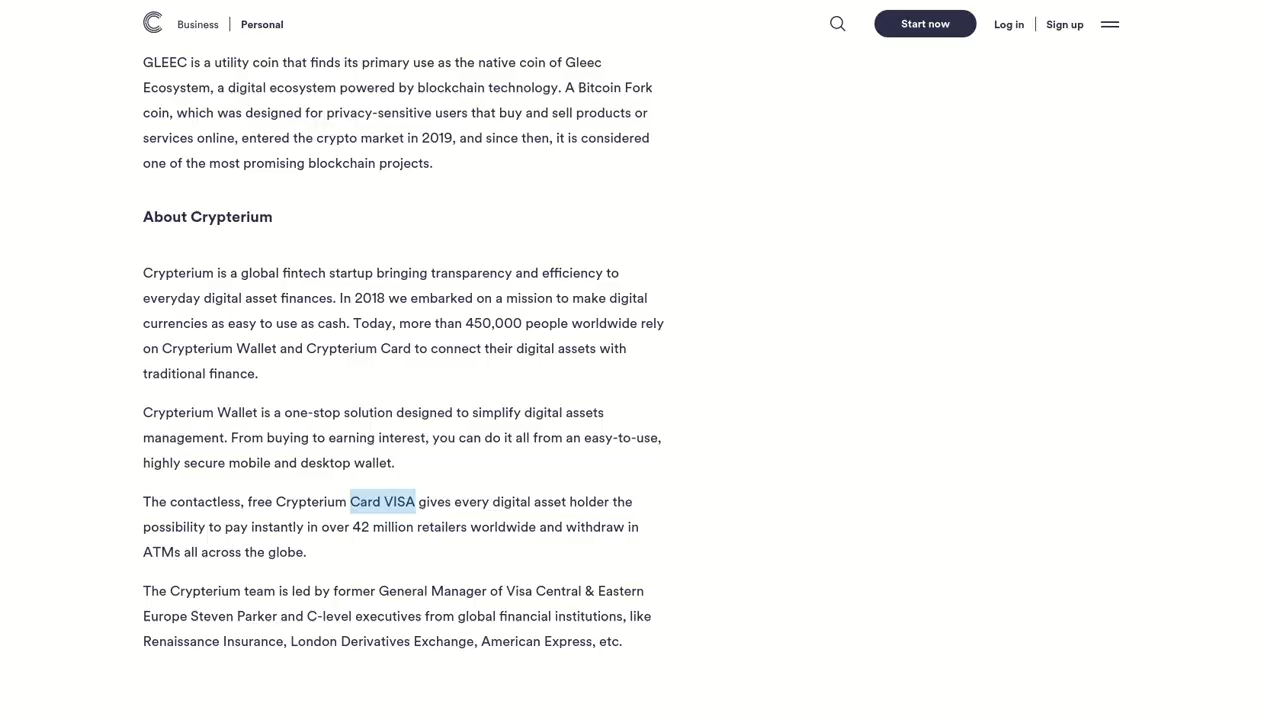 Business
Personal
Start now
Log in
Sign up
GLEEC is a utility coin that finds its primary use as the native coin of Gleec
Ecosystem, a digital ecosystem powered by blockchain technology. A Bitcoin Fork
coin, which was designed for privacy-sensitive users that buy and sell products or
services online, entered the crypto market in 2019, and since then, it is considered
one of the most promising blockchain projects.
About Crypterium
Crypterium is a global fintech startup bringing transparency and efficiency to
everyday digital asset finances. In 2018 we embarked on a mission to make digital
currencies as easy to use as cash. Today, more than 450,000 people worldwide rely
on Crypterium Wallet and Crypterium Card to connect their digital assets with
traditional finance.
Crypterium Wallet is a one-stop solution designed to simplify digital assets
management. From buying to earning interest, you can do it all from an easy-to-use,
highly secure mobile and desktop wallet.
The contactless, free Crypterium Card VISA gives every digital asset holder the
possibility to pay instantly in over 42 million retailers worldwide and withdraw in
ATMs all across the globe.
The Crypterium team is led by former General Manager of Visa Central & Eastern
Europe Steven Parker and C-level executives from global financial institutions, like
Renaissance Insurance, London Derivatives Exchange, American Express, etc.